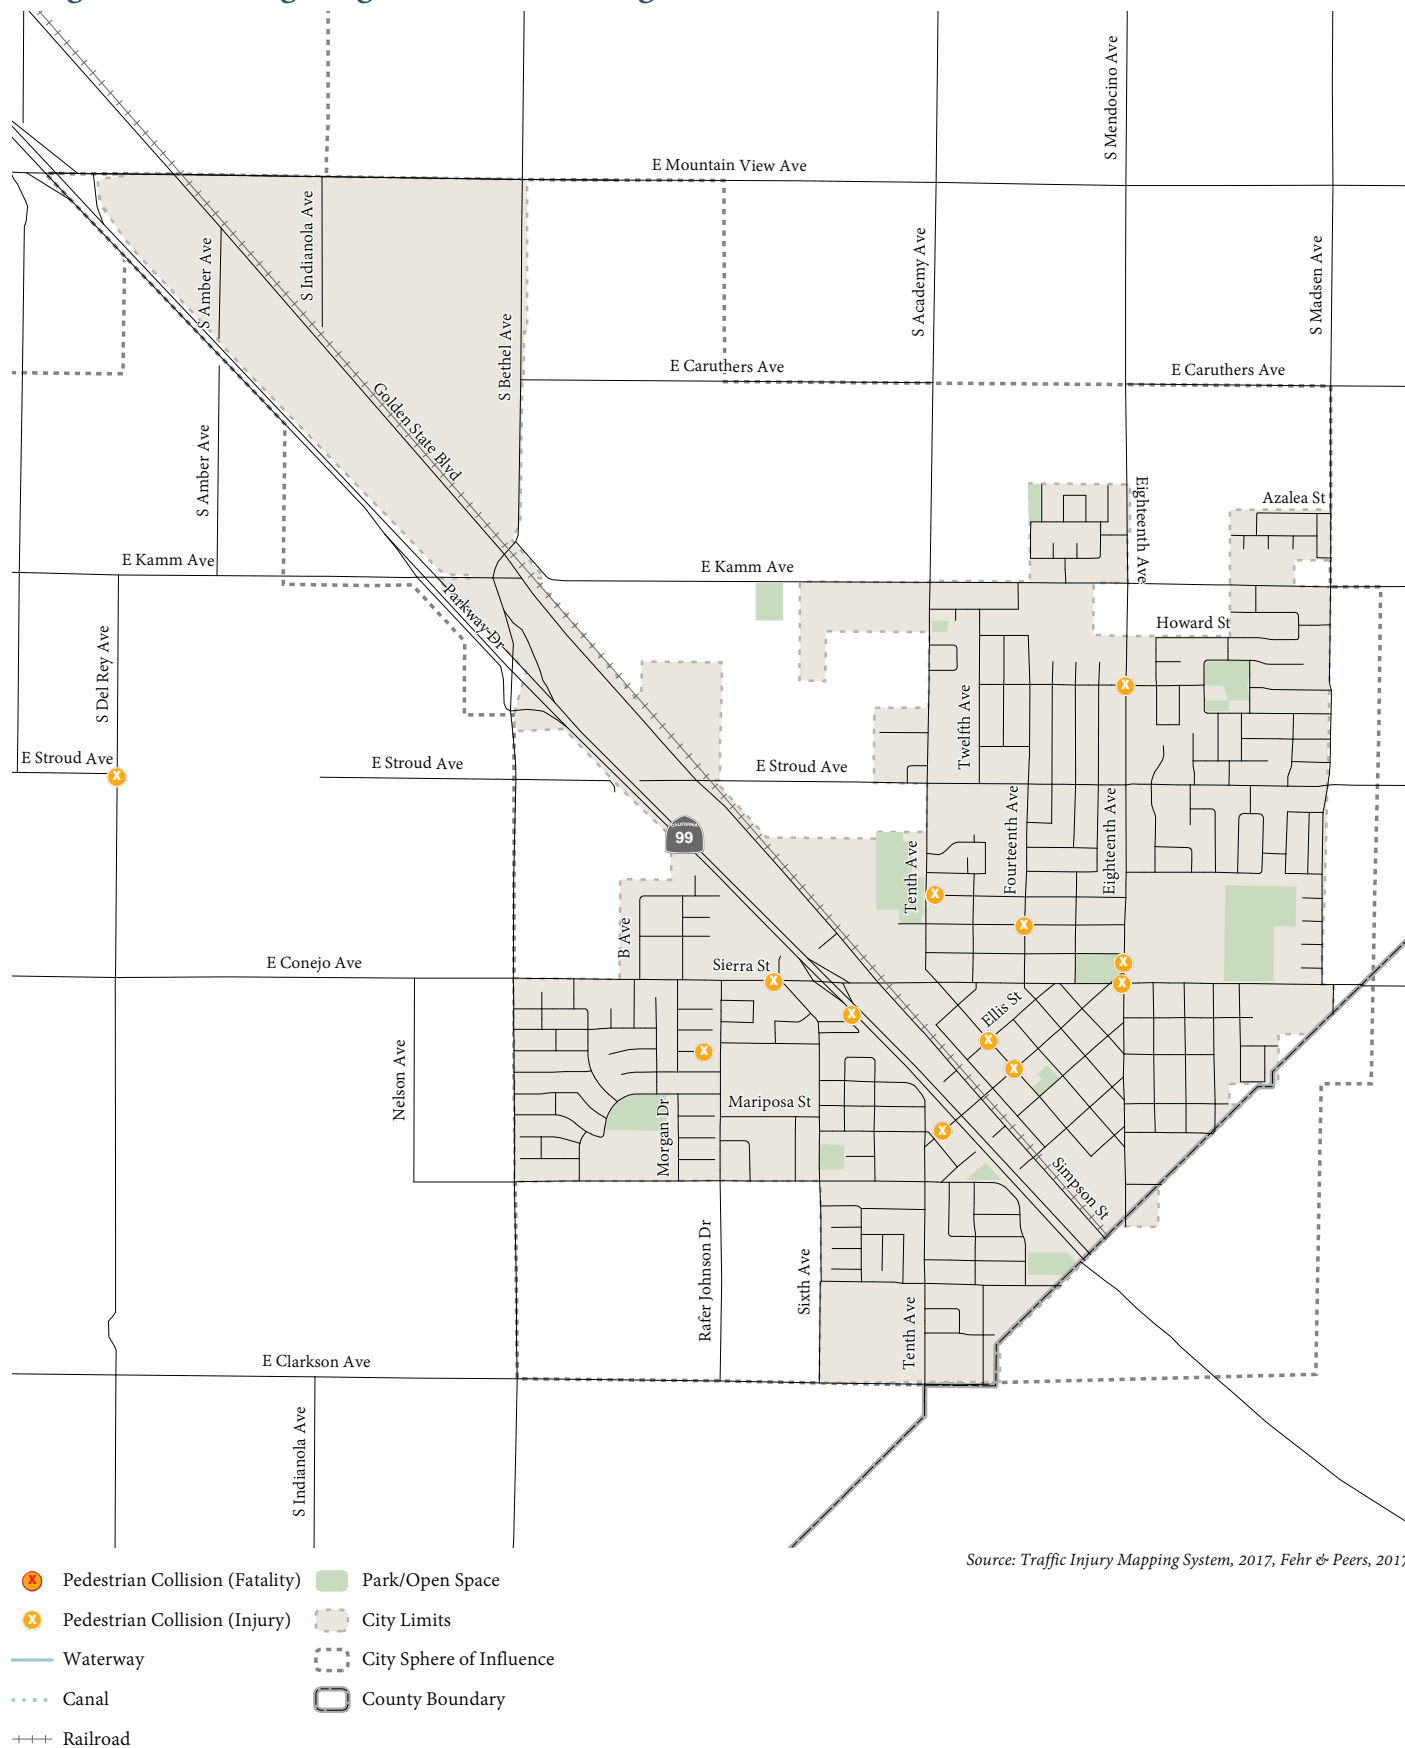 S Mendocino Ave
E Mountain View Ave
S Indianola Ave
S Amber Ave
S Academy Ave
S Madsen Ave
S Bethel Ave
E Caruthers Ave
E Caruthers Ave
Golden State Blvd
S Amber Ave
Eighteenth Ave
Azalea St
E Kamm Ave
E Kamm Ave
Parkway Dr
Howard St
S Del Rey Ave
Twelfth Ave
E Stroud Ave
E Stroud Ave
E Stroud Ave
CALIFORNIA
99
Tenth Ave
Fourteenth Ave
Eighteenth Ave
B Ave
E Conejo Ave
Sierra St
Ellis St
Nelson Ave
Morgan Dr
Mariposa St
Simpson St
Rafer Johnson Dr
Sixth Ave
Tenth Ave
E Clarkson Ave
S Indianola Ave
Source: Traffic Injury Mapping System, 2017, Fehr & Peers, 2017
X Pedestrian Collision (Fatality)
X Pedestrian Collision (Injury)
Waterway
Canal
Railroad
Park/Open Space
City Limits
City Sphere of Influence
County Boundary